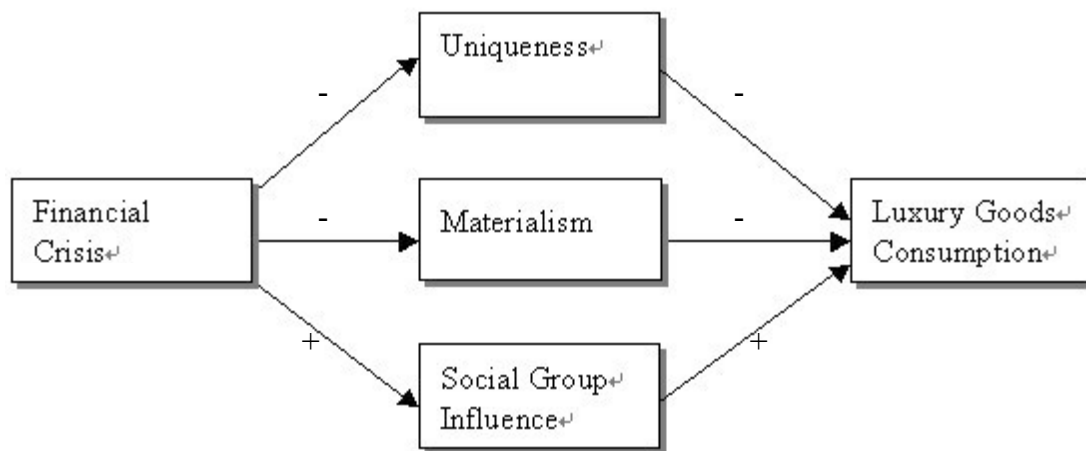 Uniqueness↵
-
-
Financial
Crisis↵
-
Materialism
-
Luxury Goods↵
Consumption↵
+
+
Social Group↵
Influence↵